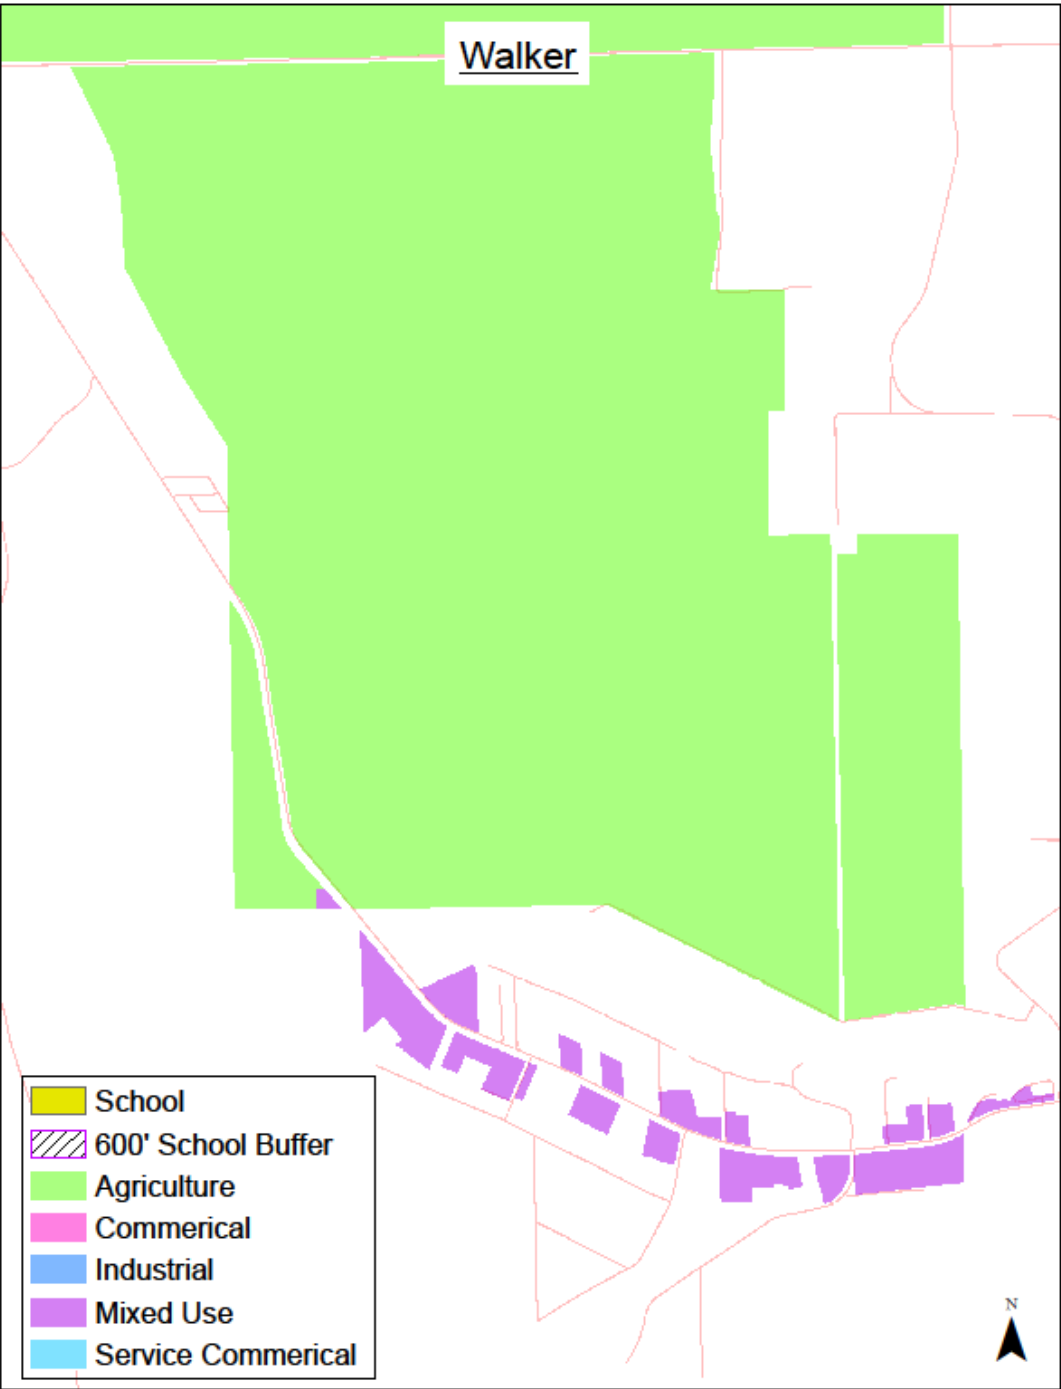 Walker
School
600' School Buffer
Agriculture
Commerical
Industrial
Mixed Use
Service Commerical
N